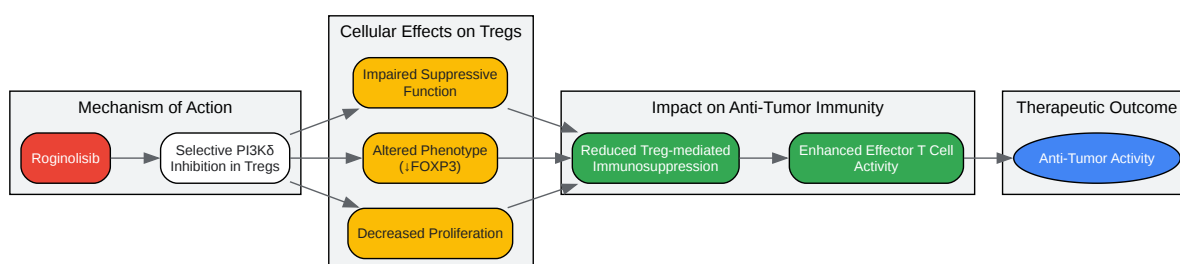 Mechanism of Action
Roginolisib
Selective PI3Kδ
Inhibition in Tregs
Cellular Effects on Tregs
Impaired Suppressive
Function
Altered Phenotype
(↓FOXP3)
Decreased Proliferation
Impact on Anti-Tumor Immunity
Reduced Treg-mediated
Immunosuppression
Enhanced Effector T Cell
Activity
Therapeutic Outcome
Anti-Tumor Activity